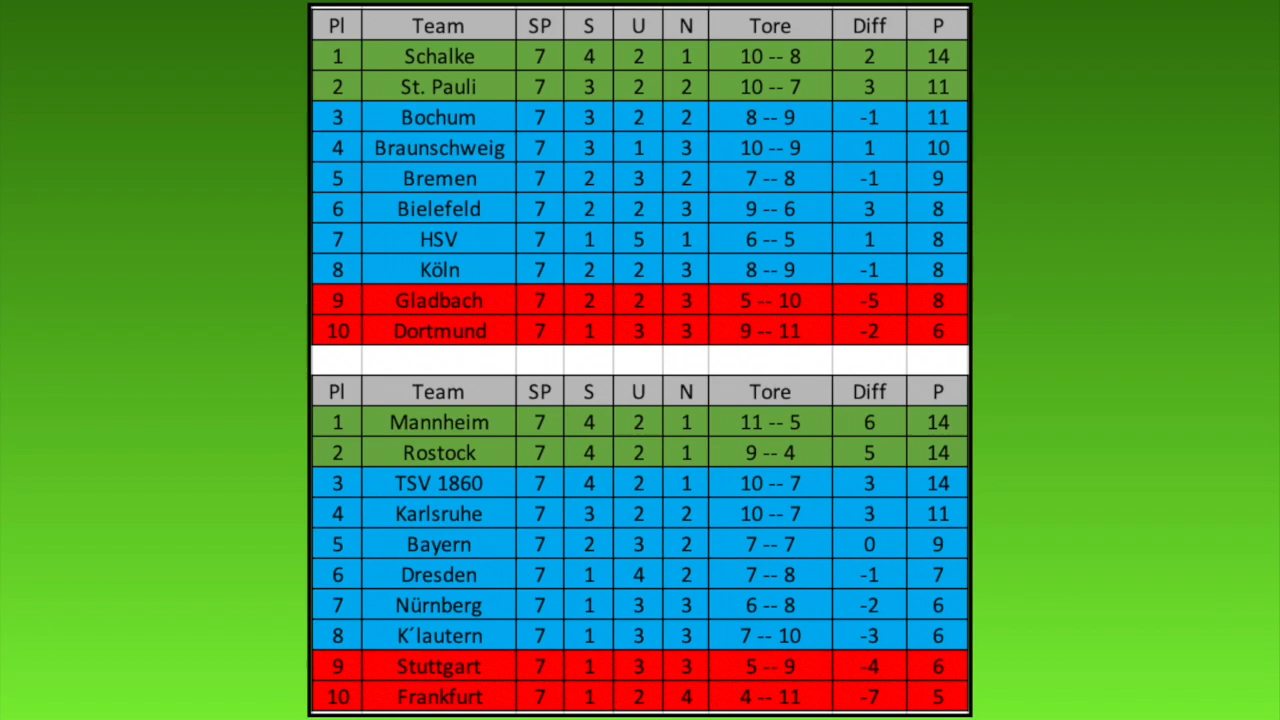 Pl Team SP S U N Tore Diff P
1 Schalke 7 4 2 1 10 -- 8 2 14
2 St. Pauli 7 3 2 2 10 -- 7 3 11
3 Bochum 7 3 2 2 8 -- 9 -1 11
4 Braunschweig 7 3 1 3 10 -- 9 1 10
5 Bremen 7 2 3 2 7 -- 8 -1 9
6 Bielefeld 7 2 2 3 9 -- 6 3 8
7 HSV 7 1 5 1 6 -- 5 1 8
8 Köln 7 2 2 3 8 -- 9 -1 8
9 Gladbach 7 2 2 3 5 -- 10 -5 8
10 Dortmund 7 1 3 3 9 -- 11 -2 6
Pl Team SP S U N Tore Diff P
1 Mannheim 7 4 2 1 11 -- 5 6 14
2 Rostock 7 4 2 1 9 -- 4 5 14
3 TSV 1860 7 4 2 1 10 -- 7 3 14
4 Karlsruhe 7 3 2 2 10 -- 7 3 11
5 Bayern 7 2 3 2 7 -- 7 0 9
6 Dresden 7 1 4 2 7 -- 8 -1 7
7 Nürnberg 7 1 3 3 6 -- 8 -2 6
8 K´lautern 7 1 3 3 7 -- 10 -3 6
9 Stuttgart 7 1 3 3 5 -- 9 -4 6
10 Frankfurt 7 1 2 4 4 -- 11 -7 5